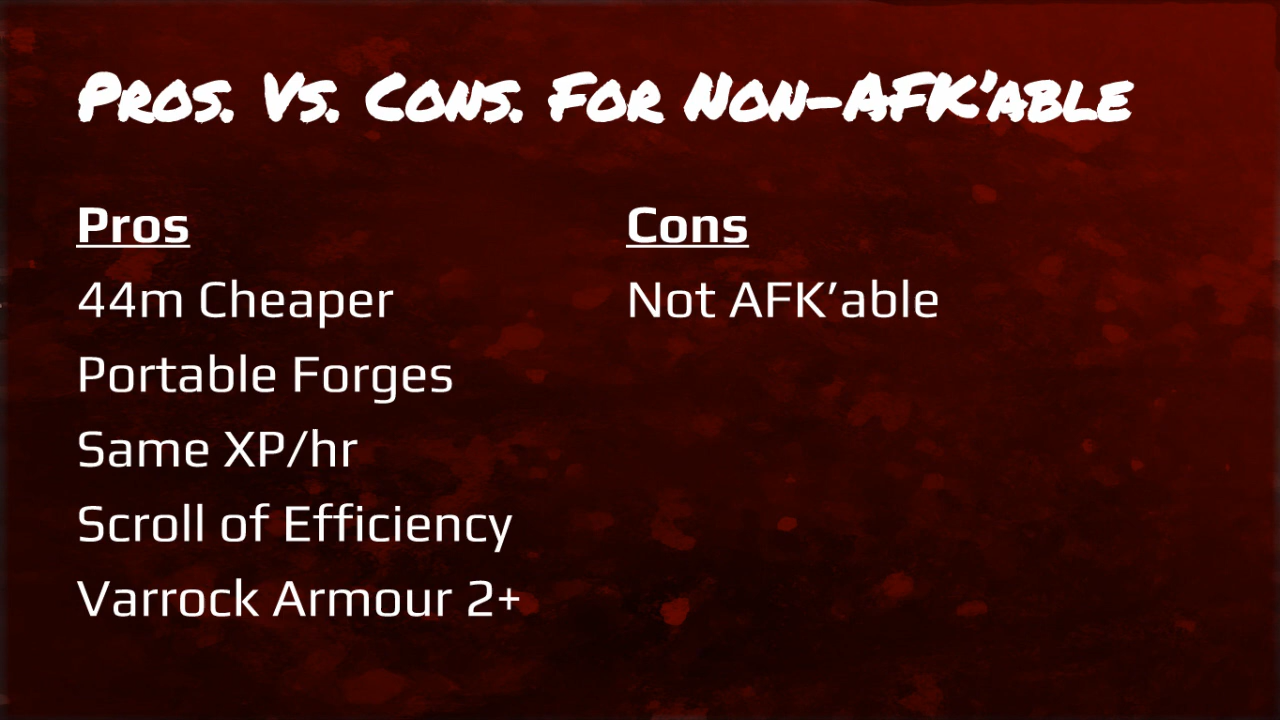 Pros. Vs. Cons. For Non-AFK’able
Pros
44m Cheaper
Portable Forges
Same XP/hr
Scroll of Efficiency
Varrock Armour 2+
Cons
Not AFK’able